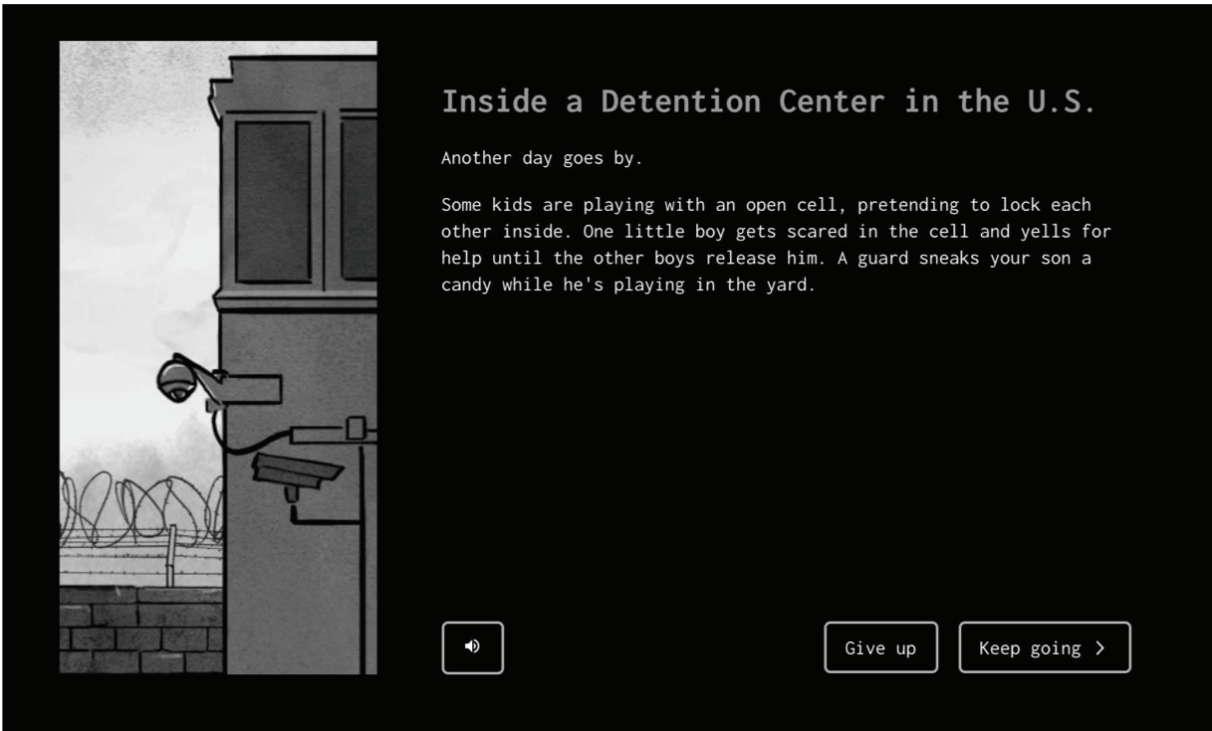 Inside a Detention Center in the U.S.
Another day goes by.
Some kids are playing with an open cell, pretending to lock each
other inside. One little boy gets scared in the cell and yells for
help until the other boys release him. A guard sneaks your son a
candy while he's playing in the yard.
Give up
Keep going >